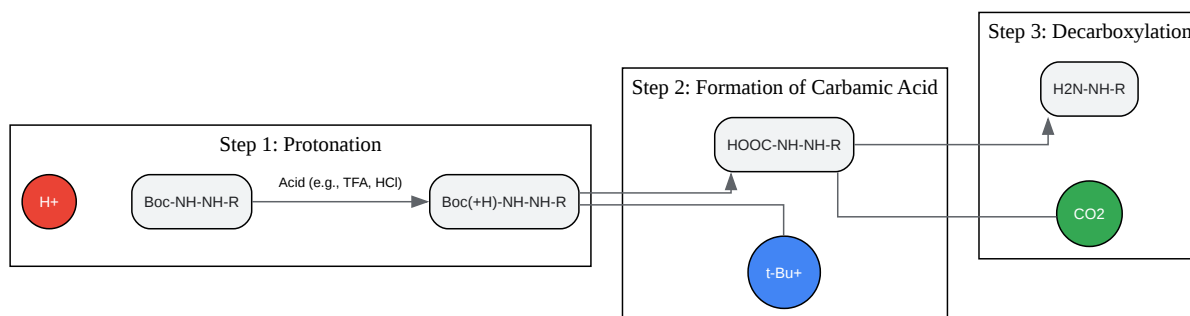 Step 1: Protonation
H+
Boc-NH-NH-R
Acid (e.g., TFA, HCl)
Boc(+H)-NH-NH-R
Step 2: Formation of Carbamic Acid
HOOC-NH-NH-R
t-Bu+
Step 3: Decarboxylation
H2N-NH-R
CO2